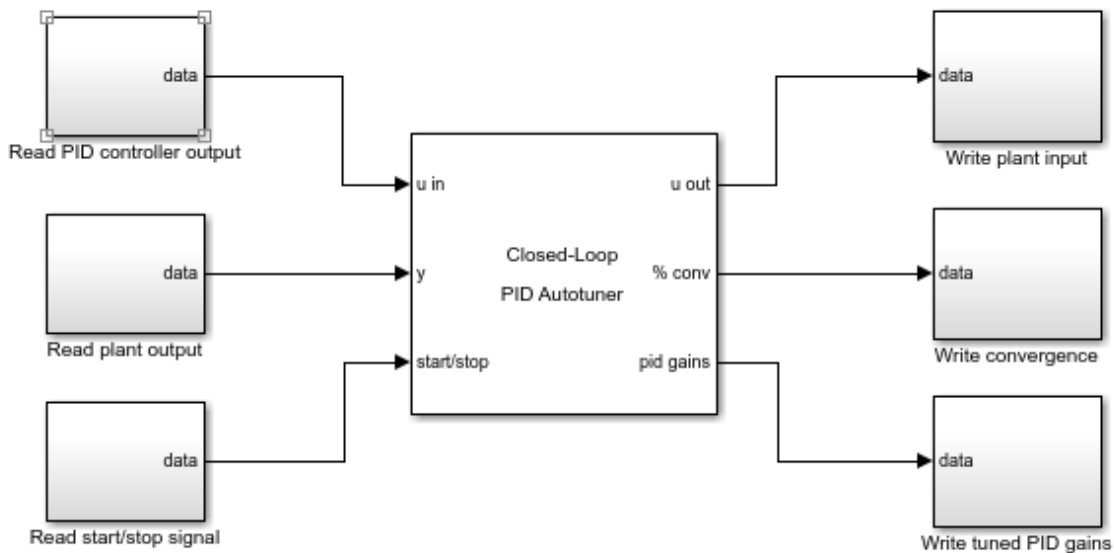 data
Read PID controller output
data
Read plant output
data
Read start/stop signal
u in
y
start/stop
Closed-Loop
PID Autotuner
u out
% conv
pid gains
data
Write plant input
data
Write convergence
data
Write tuned PID gains